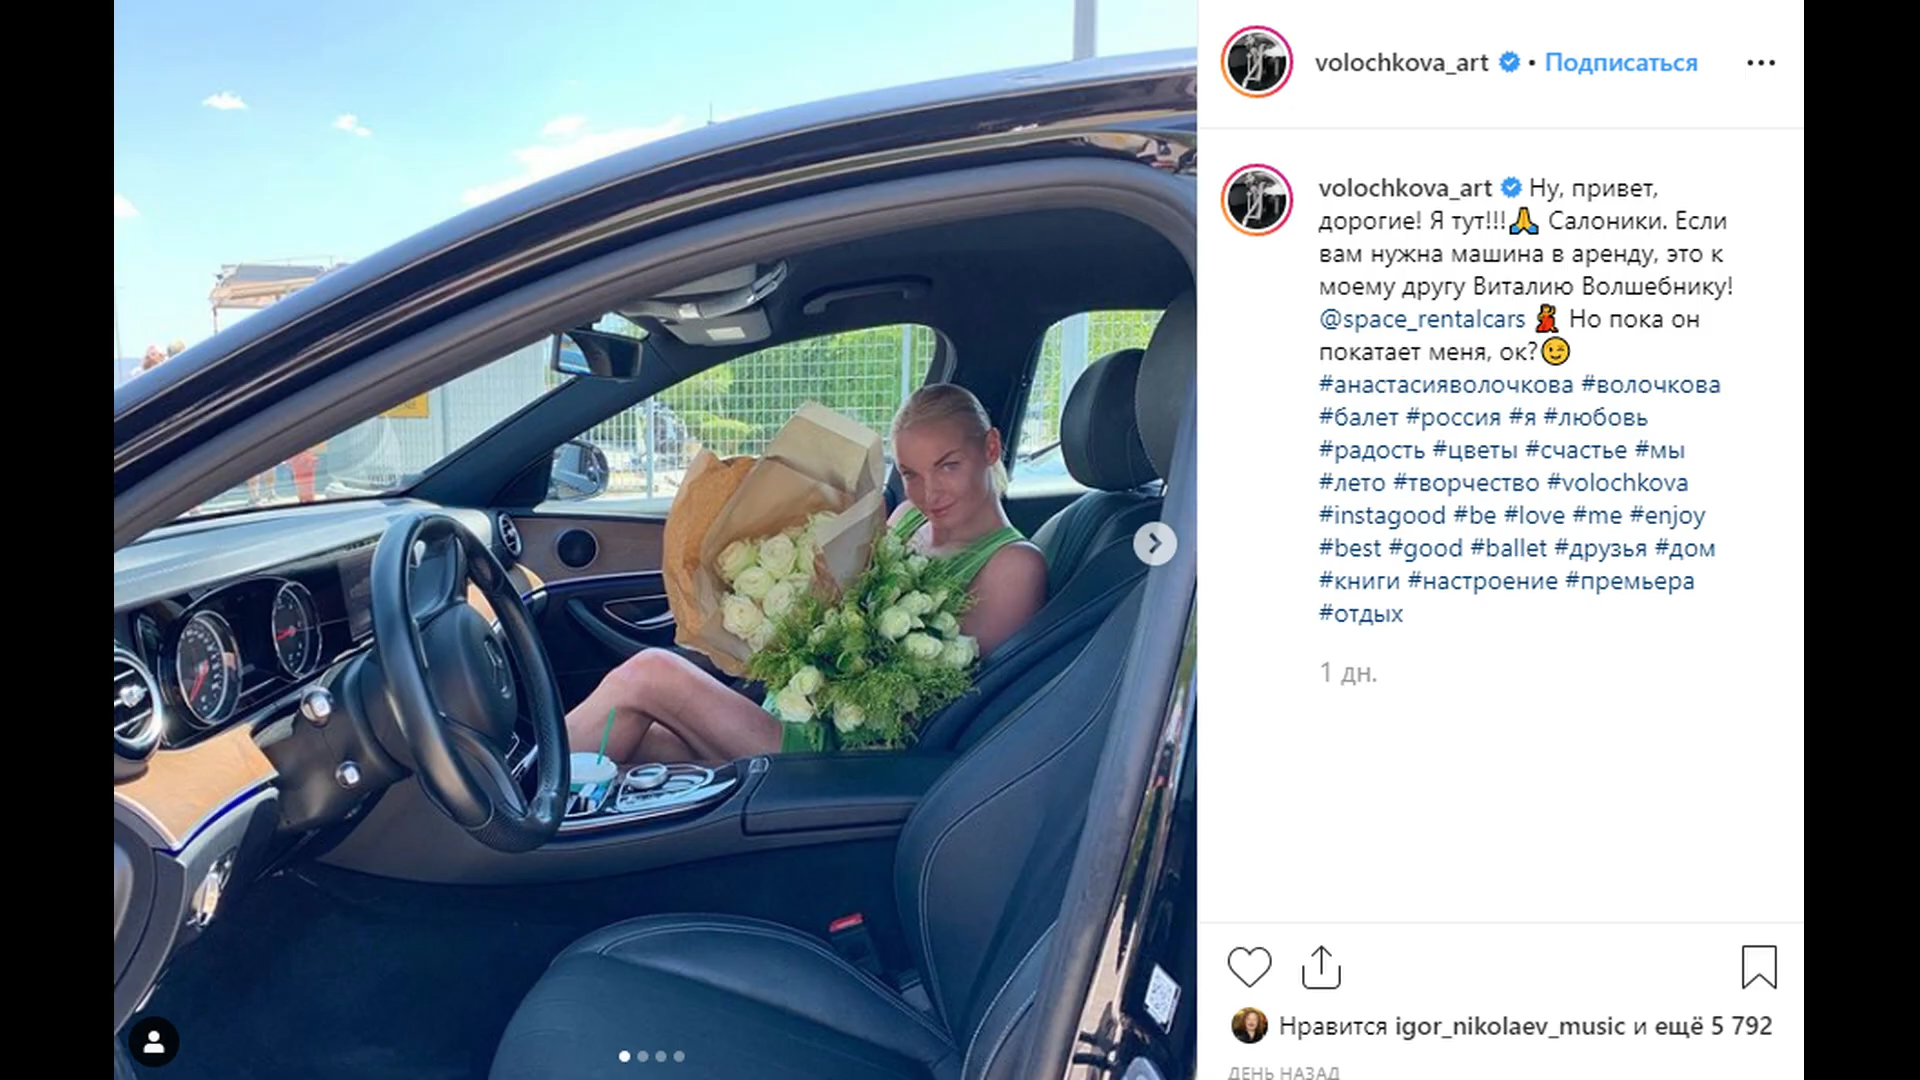 volochkova_art • Подписаться
volochkova_art Ну, привет,
дорогие! Я тут!!!🙏 Салоники. Если
вам нужна машина в аренду, это к
моему другу Виталию Волшебнику!
@space_rentalcars 💃 Но пока он
покатает меня, ок?😉
#анастасияволочкова #волочкова
#балет #россия #я #любовь
#радость #цветы #счастье #мы
#лето #творчество #volochkova
#instagood #be #love #me #enjoy
#best #good #ballet #друзья #дом
#книги #настроение #премьера
#отдых
1 дн.
Нравится igor_nikolaev_music и ещё 5 792
ДЕНЬ НАЗАД